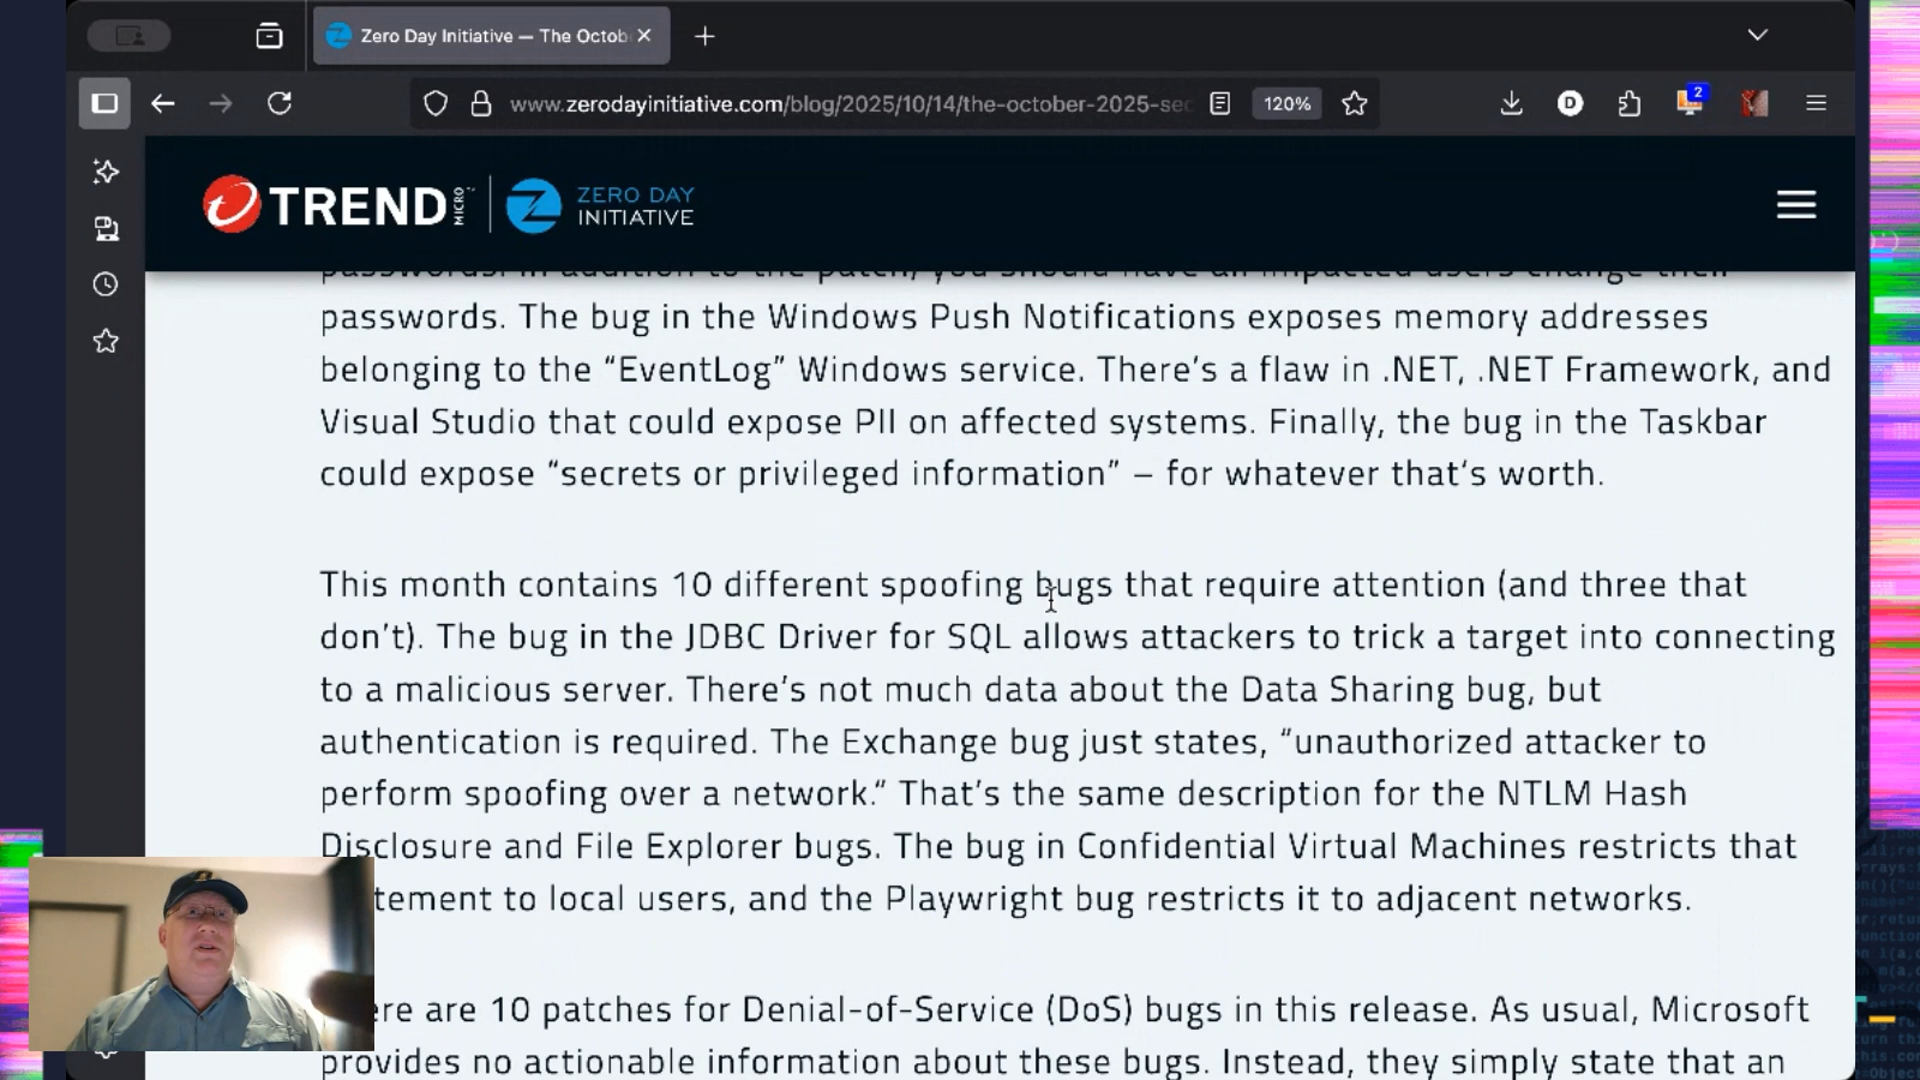 Zero Day Initiative — The Octob
www.zerodayinitiative.com/blog/2025/10/14/the-october-2025-sec
120%
D
2
TREND MICRO
ZERO DAY
INITIATIVE
passwords. In addition to the patch, you should have all impacted users change their
passwords. The bug in the Windows Push Notifications exposes memory addresses
belonging to the “EventLog” Windows service. There’s a flaw in .NET, .NET Framework, and
Visual Studio that could expose PII on affected systems. Finally, the bug in the Taskbar
could expose “secrets or privileged information” – for whatever that’s worth.
This month contains 10 different spoofing bugs that require attention (and three that
don’t). The bug in the JDBC Driver for SQL allows attackers to trick a target into connecting
to a malicious server. There’s not much data about the Data Sharing bug, but
authentication is required. The Exchange bug just states, “unauthorized attacker to
perform spoofing over a network.” That’s the same description for the NTLM Hash
Disclosure and File Explorer bugs. The bug in Confidential Virtual Machines restricts that
tement to local users, and the Playwright bug restricts it to adjacent networks.
ere are 10 patches for Denial-of-Service (DoS) bugs in this release. As usual, Microsoft
provides no actionable information about these bugs. Instead, they simply state that an